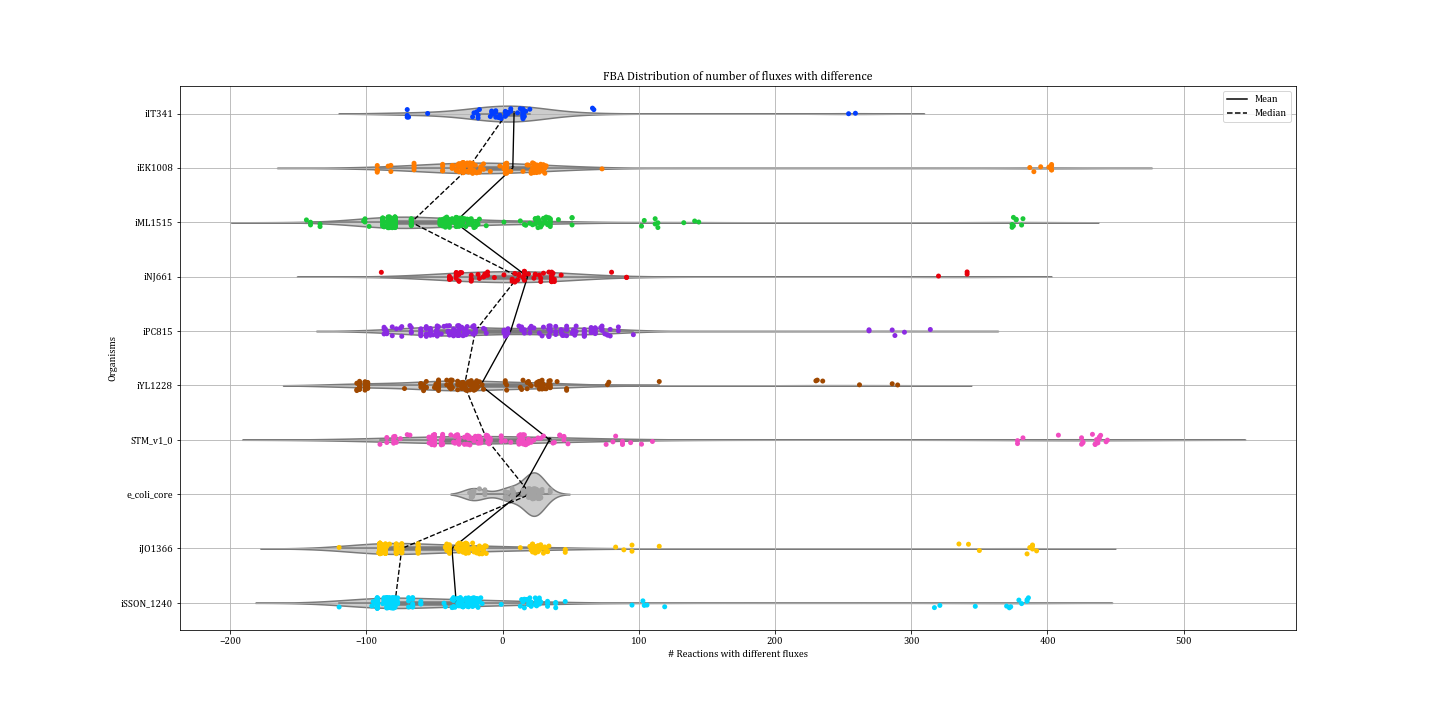 FBA Distribution of number of fluxes with difference
Mean
Median
iIT341
iEK1008
iML1515
iNJ661
iPC815
iYL1228
STM_v1_0
e_coli_core
iJO1366
iSSON_1240
Organisms
−200 −100 0 100 200 300 400 500
# Reactions with different fluxes